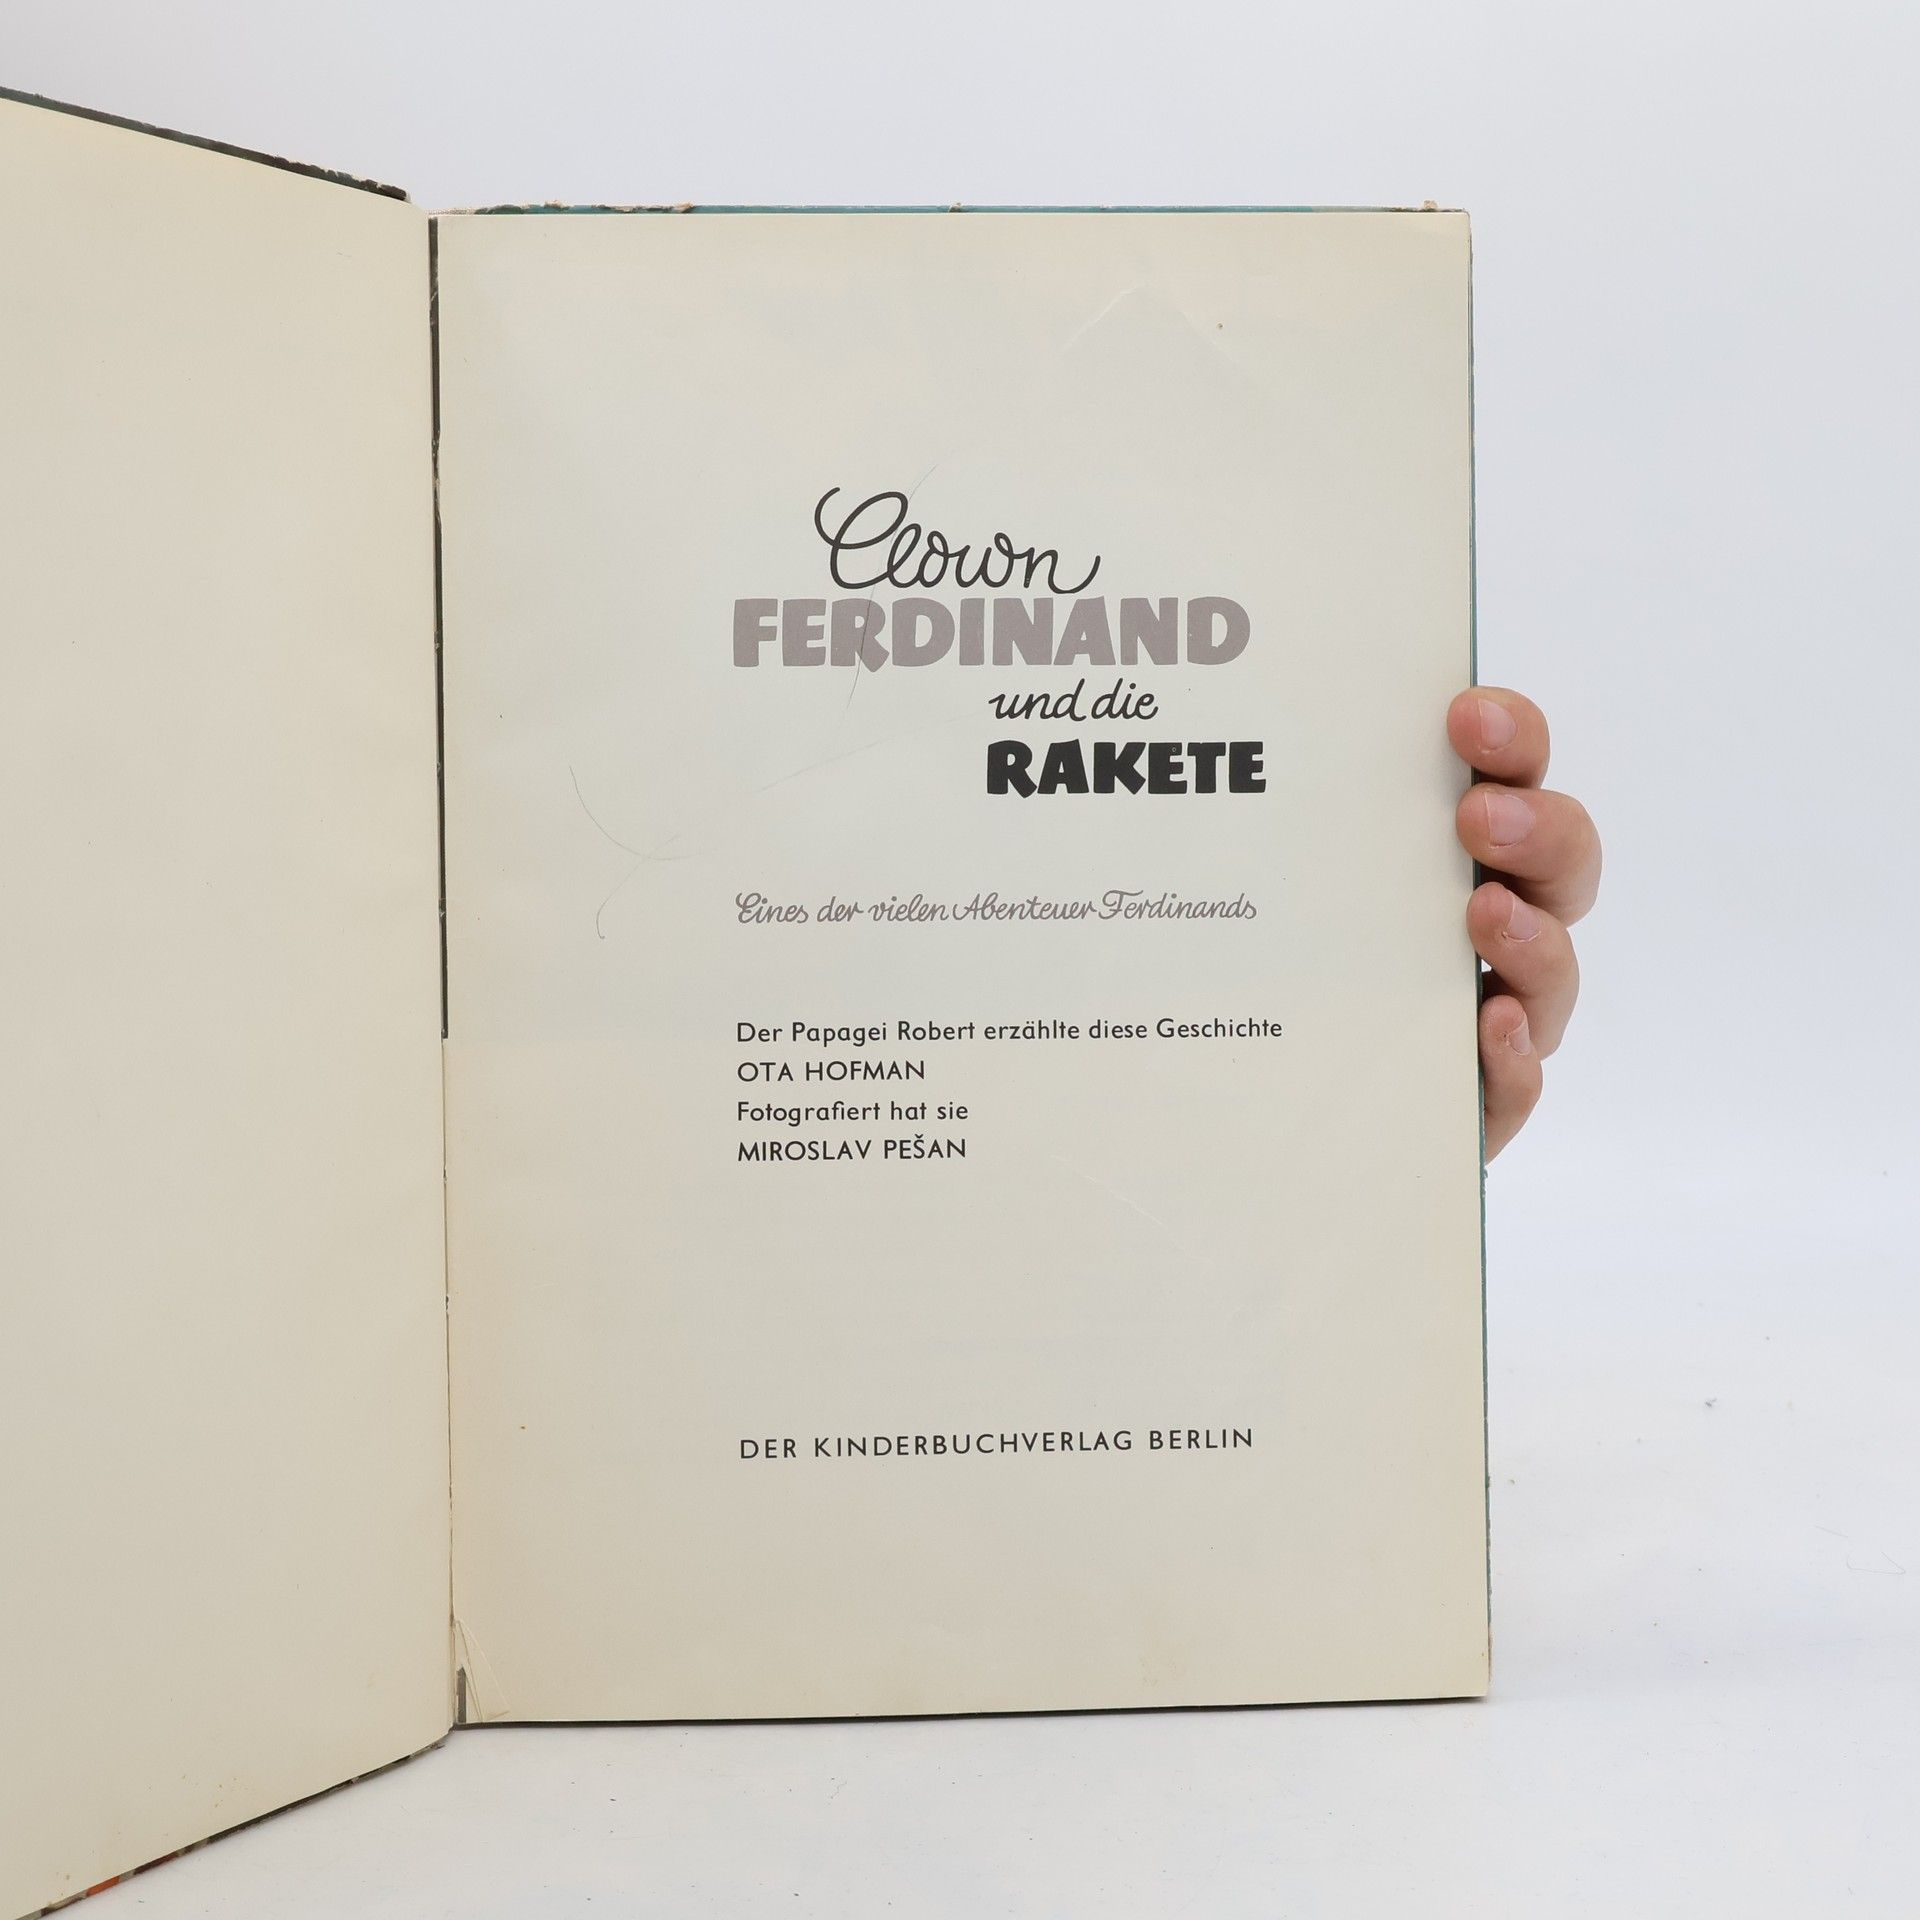 Clown
FERDINAND
und die
RAKETE
Eines der vielen Abenteuer Ferdinands
Der Papagei Robert erzählte diese Geschichte
OTA HOFMAN
Fotografiert hat sie
MIROSLAV PEŠAN
DER KINDERBUCHVERLAG BERLIN